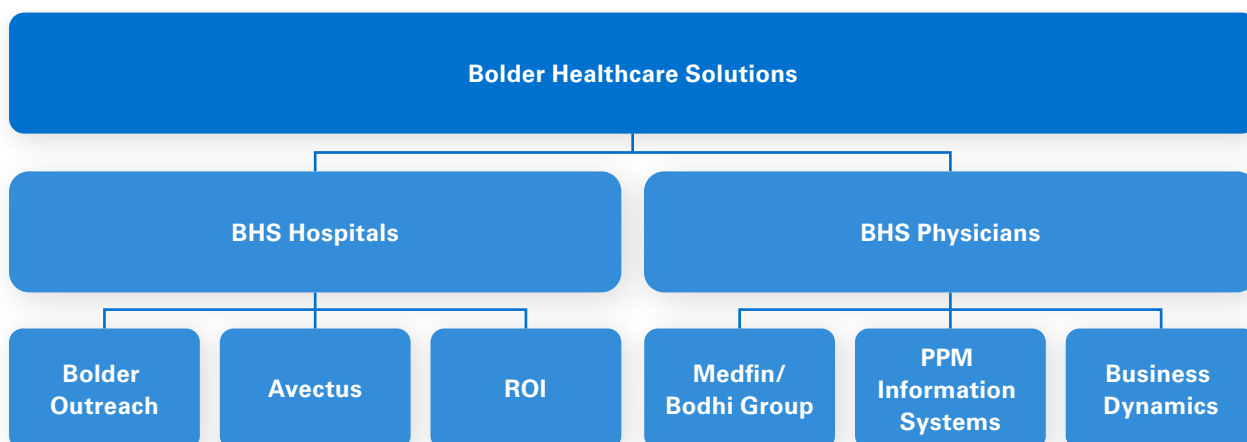 Bolder Healthcare Solutions
BHS Hospitals
BHS Physicians
Bolder
Outreach
Avectus
ROI
Medfin/
Bodhi Group
PPM
Information
Systems
Business
Dynamics